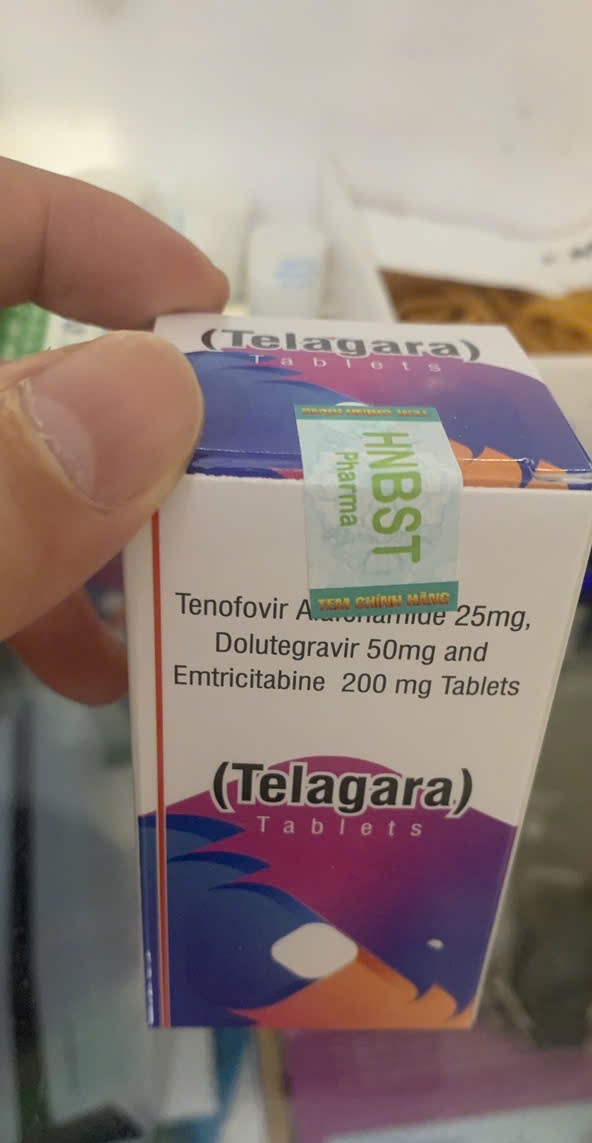 (Telagara)
Tablets
HNBST
Pharma
TEM CHÍNH HÃNG
Tenofovir 25mg,
Dolutegravir 50mg and
Emtricitabine 200 mg Tablets
(Telagara)
Tablets